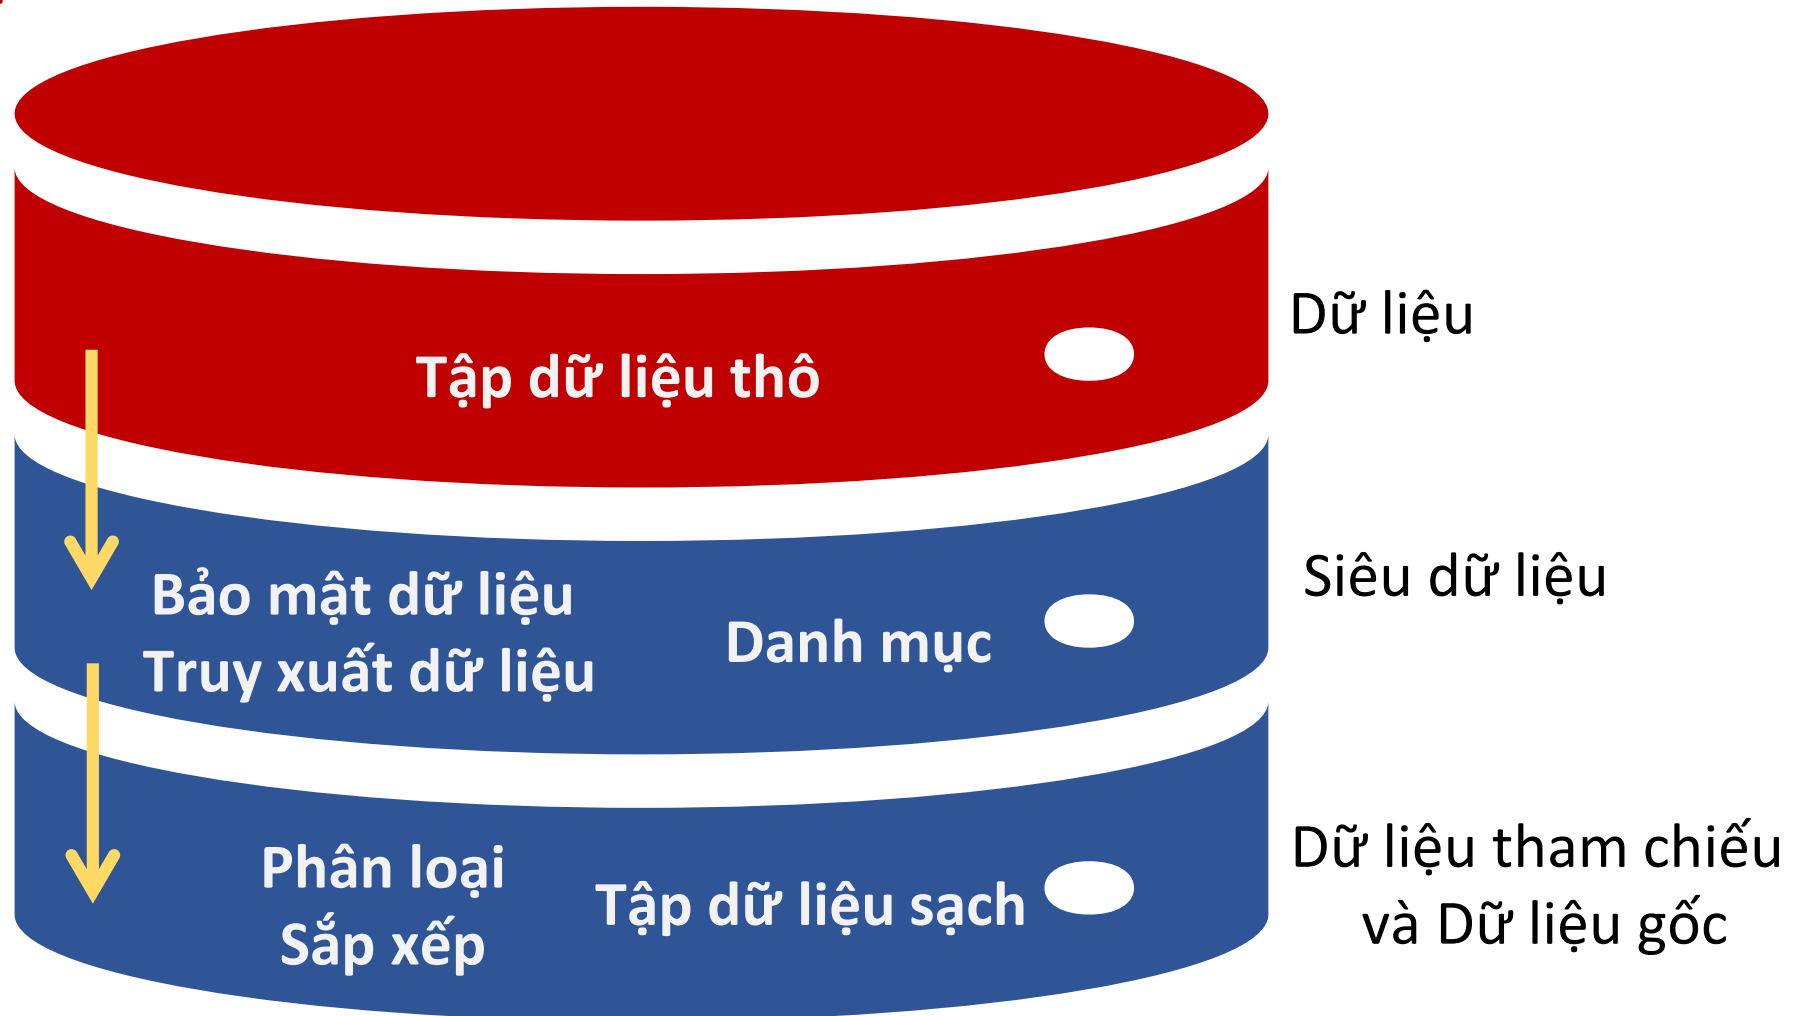 Tập dữ liệu thô
Dữ liệu
Bảo mật dữ liệu
Truy xuất dữ liệu
Danh mục
Siêu dữ liệu
Phân loại
Sắp xếp
Tập dữ liệu sạch
Dữ liệu tham chiếu
và Dữ liệu gốc